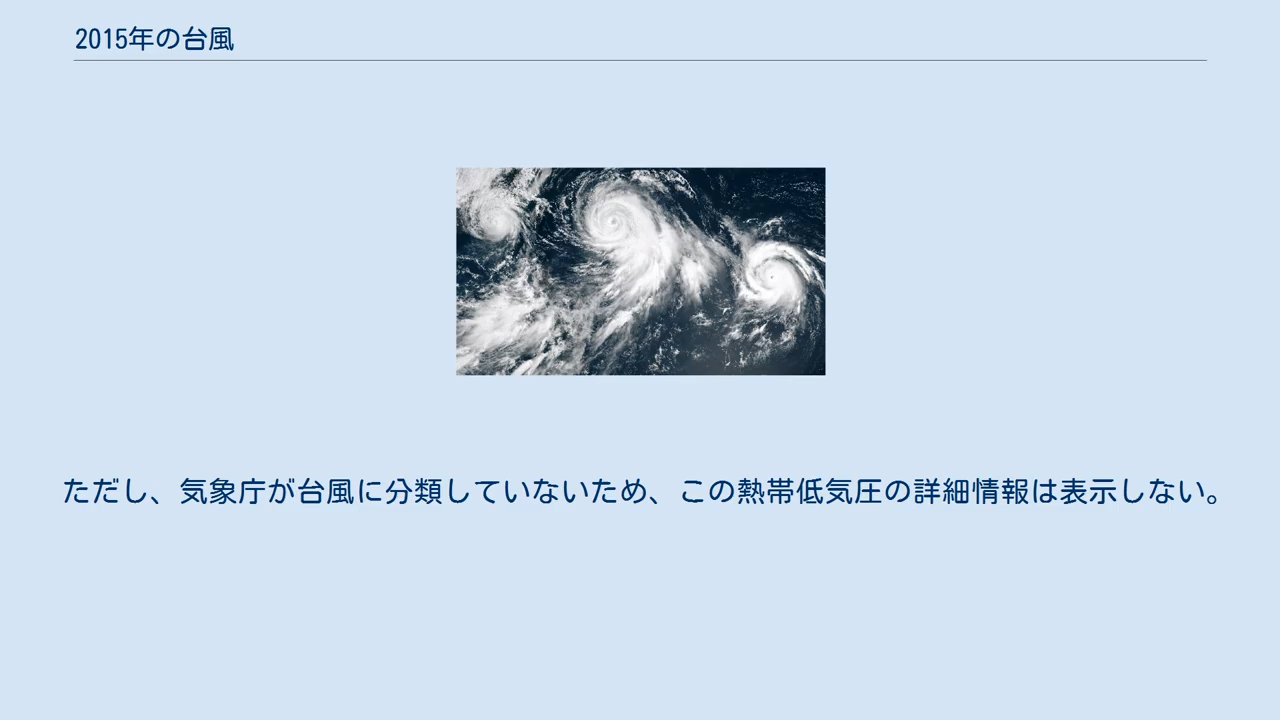 2015年の台風
ただし、気象庁が台風に分類していないため、この熱帯低気圧の詳細情報は表示しない。